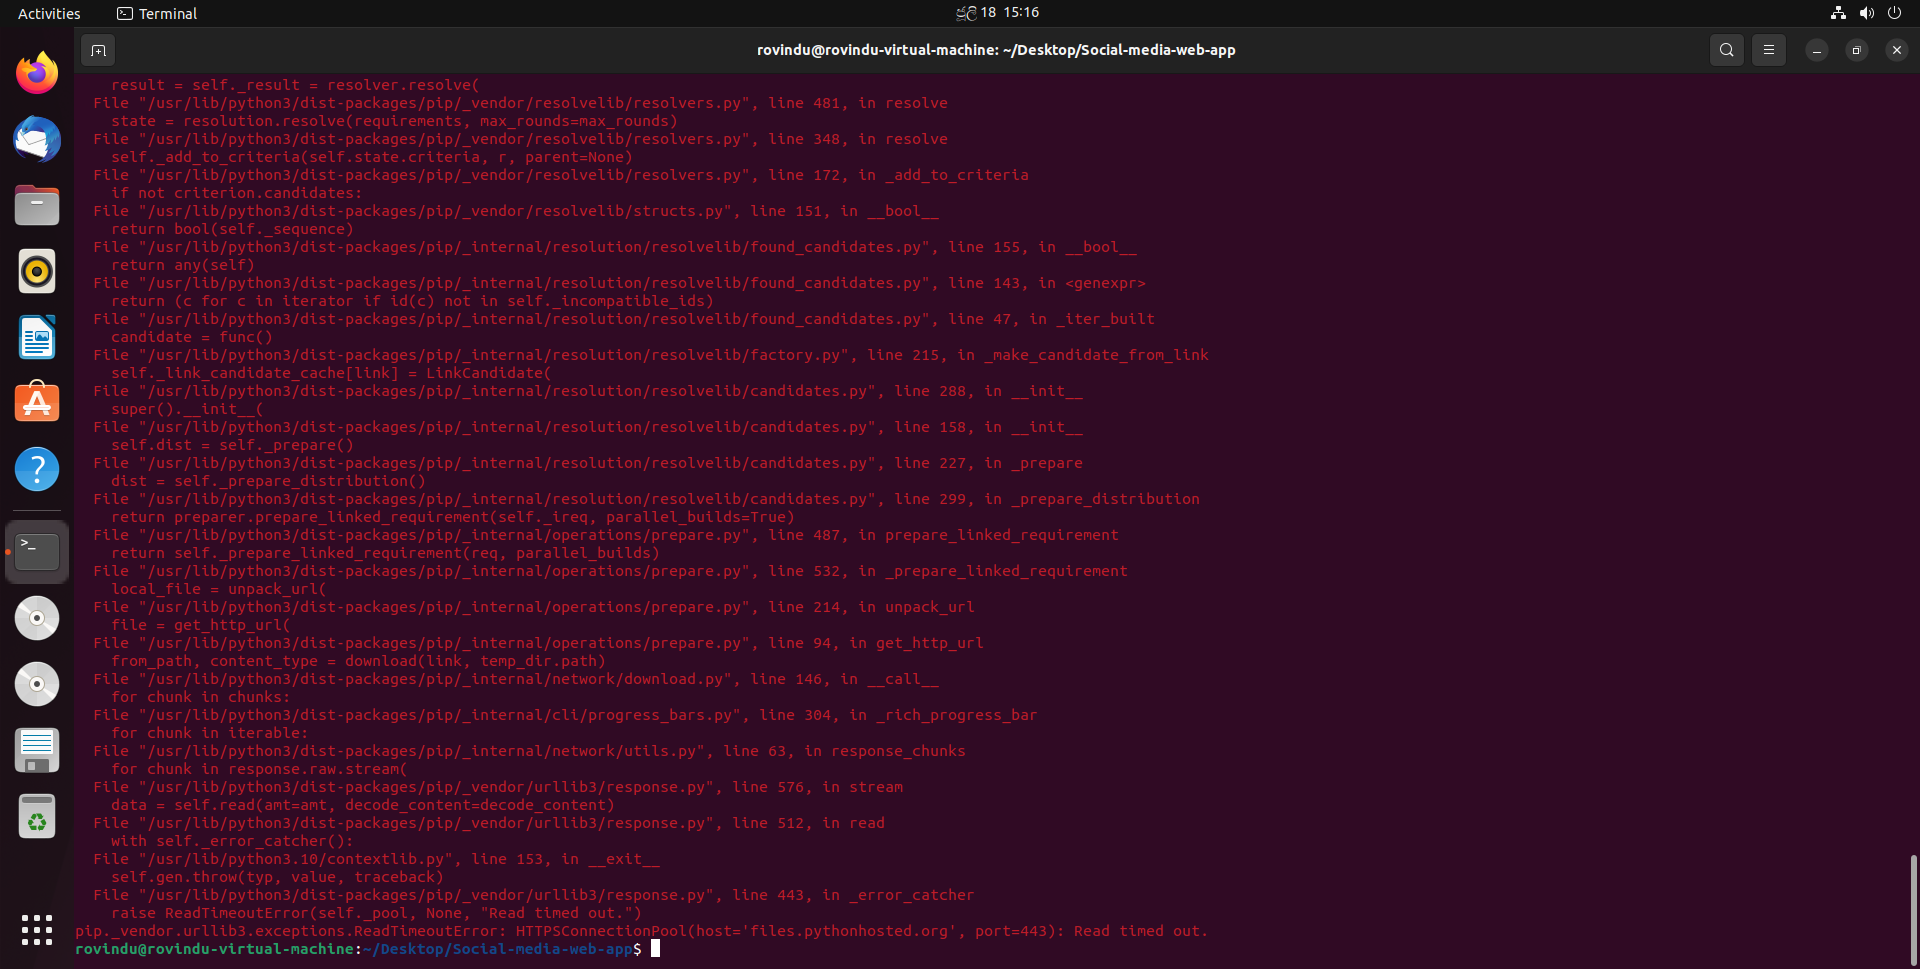 Activities
Terminal
ජූලි 18 15:16
rovindu@rovindu-virtual-machine: ~/Desktop/Social-media-web-app
result = self._result = resolver.resolve(
File "/usr/lib/python3/dist-packages/pip/_vendor/resolvelib/resolvers.py", line 481, in resolve
state = resolution.resolve(requirements, max_rounds=max_rounds)
File "/usr/lib/python3/dist-packages/pip/_vendor/resolvelib/resolvers.py", line 348, in resolve
self._add_to_criteria(self.state.criteria, r, parent=None)
File "/usr/lib/python3/dist-packages/pip/_vendor/resolvelib/resolvers.py", line 172, in _add_to_criteria
if not criterion.candidates:
File "/usr/lib/python3/dist-packages/pip/_vendor/resolvelib/structs.py", line 151, in __bool__
return bool(self._sequence)
File "/usr/lib/python3/dist-packages/pip/_internal/resolution/resolvelib/found_candidates.py", line 155, in __bool__
return any(self)
File "/usr/lib/python3/dist-packages/pip/_internal/resolution/resolvelib/found_candidates.py", line 143, in <genexpr>
return (c for c in iterator if id(c) not in self._incompatible_ids)
File "/usr/lib/python3/dist-packages/pip/_internal/resolution/resolvelib/found_candidates.py", line 47, in _iter_built
candidate = func()
File "/usr/lib/python3/dist-packages/pip/_internal/resolution/resolvelib/factory.py", line 215, in _make_candidate_from_link
self._link_candidate_cache[link] = LinkCandidate(
File "/usr/lib/python3/dist-packages/pip/_internal/resolution/resolvelib/candidates.py", line 288, in __init__
super().__init__(
File "/usr/lib/python3/dist-packages/pip/_internal/resolution/resolvelib/candidates.py", line 158, in __init__
self.dist = self._prepare()
File "/usr/lib/python3/dist-packages/pip/_internal/resolution/resolvelib/candidates.py", line 227, in _prepare
dist = self._prepare_distribution()
File "/usr/lib/python3/dist-packages/pip/_internal/resolution/resolvelib/candidates.py", line 299, in _prepare_distribution
return preparer.prepare_linked_requirement(self._ireq, parallel_builds=True)
File "/usr/lib/python3/dist-packages/pip/_internal/operations/prepare.py", line 487, in prepare_linked_requirement
return self._prepare_linked_requirement(req, parallel_builds)
File "/usr/lib/python3/dist-packages/pip/_internal/operations/prepare.py", line 532, in _prepare_linked_requirement
local_file = unpack_url(
File "/usr/lib/python3/dist-packages/pip/_internal/operations/prepare.py", line 214, in unpack_url
file = get_http_url(
File "/usr/lib/python3/dist-packages/pip/_internal/operations/prepare.py", line 94, in get_http_url
from_path, content_type = download(link, temp_dir.path)
File "/usr/lib/python3/dist-packages/pip/_internal/network/download.py", line 146, in __call__
for chunk in chunks:
File "/usr/lib/python3/dist-packages/pip/_internal/cli/progress_bars.py", line 304, in _rich_progress_bar
for chunk in iterable:
File "/usr/lib/python3/dist-packages/pip/_internal/network/utils.py", line 63, in response_chunks
for chunk in response.raw.stream(
File "/usr/lib/python3/dist-packages/pip/_vendor/urllib3/response.py", line 576, in stream
data = self.read(amt=amt, decode_content=decode_content)
File "/usr/lib/python3/dist-packages/pip/_vendor/urllib3/response.py", line 512, in read
with self._error_catcher():
File "/usr/lib/python3.10/contextlib.py", line 153, in __exit__
self.gen.throw(typ, value, traceback)
File "/usr/lib/python3/dist-packages/pip/_vendor/urllib3/response.py", line 443, in _error_catcher
raise ReadTimeoutError(self._pool, None, "Read timed out.")
pip._vendor.urllib3.exceptions.ReadTimeoutError: HTTPSConnectionPool(host='files.pythonhosted.org', port=443): Read timed out.
rovindu@rovindu-virtual-machine:~/Desktop/Social-media-web-app$